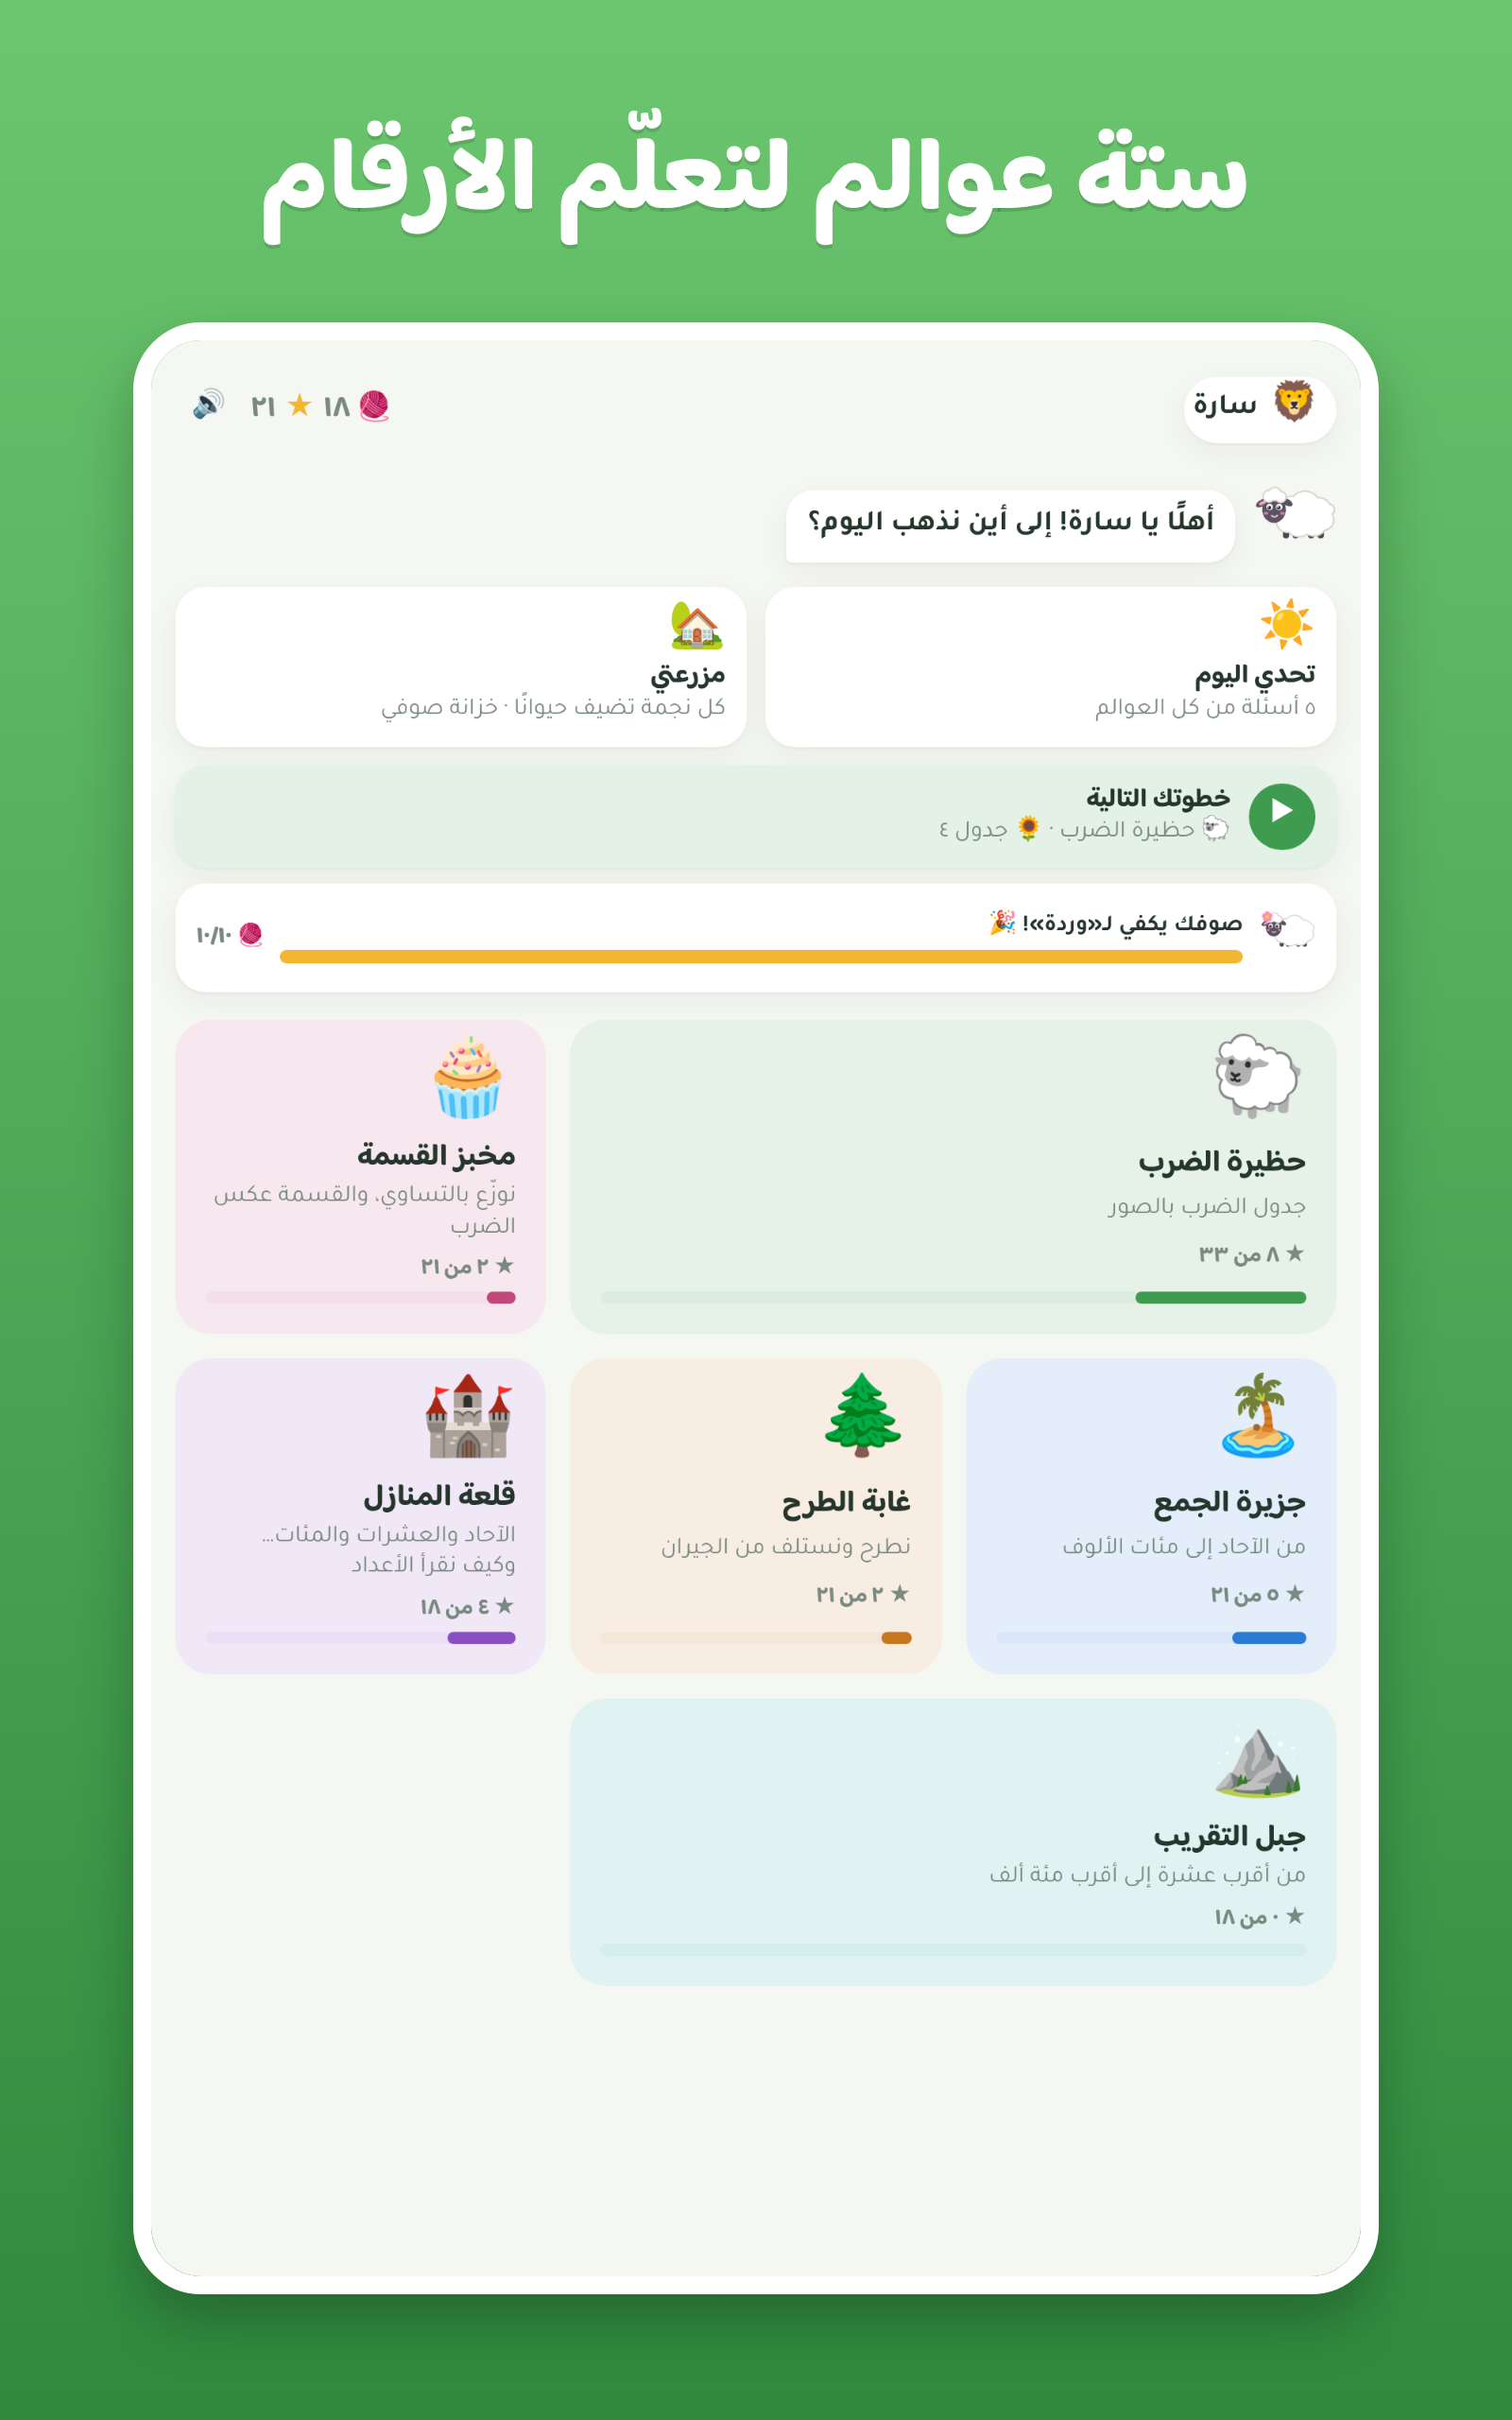 ستة عوالم لتعلّم الأرقام
سارة
١٨ ★ ٢١
أهلًا يا سارة! إلى أين نذهب اليوم؟
تحدي اليوم
٥ أسئلة من كل العوالم
مزرعتي
كل نجمة تضيف حيوانًا · خزانة صوفي
خطوتك التالية
حظيرة الضرب · جدول ٤
صوفك يكفي لـ«وردة»!
١٠/١٠
حظيرة الضرب
جدول الضرب بالصور
★ ٨ من ٣٣
مخبز القسمة
نوزّع بالتساوي، والقسمة عكس
الضرب
★ ٢ من ٢١
جزيرة الجمع
من الآحاد إلى مئات الألوف
★ ٥ من ٢١
غابة الطرح
نطرح ونستلف من الجيران
★ ٢ من ٢١
قلعة المنازل
الآحاد والعشرات والمئات…
وكيف نقرأ الأعداد
★ ٤ من ١٨
جبل التقريب
من أقرب عشرة إلى أقرب مئة ألف
★ ٠ من ١٨